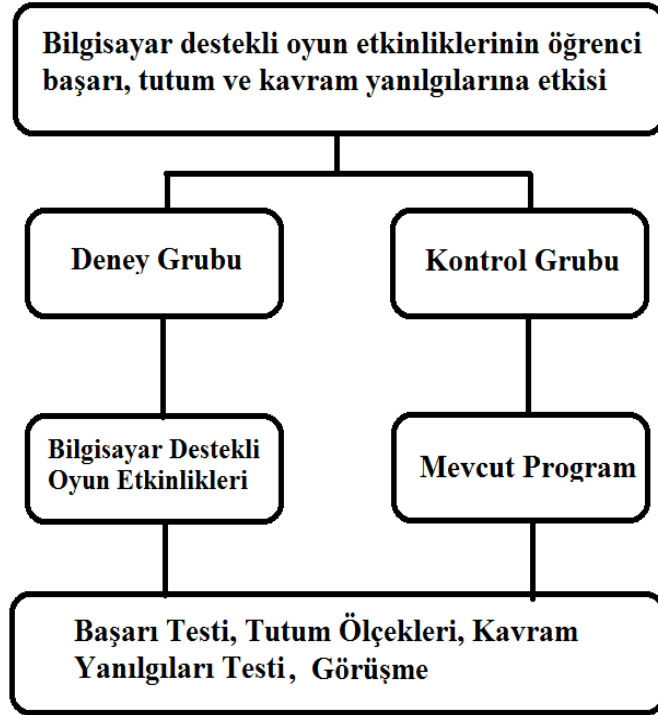 Bilgisayar destekli oyun etkinliklerinin öğrenci
başarı, tutum ve kavram yanılgılarına etkisi
Deney Grubu
Kontrol Grubu
Bilgisayar Destekli
Oyun Etkinlikleri
Mevcut Program
Başarı Testi, Tutum Ölçekleri, Kavram
Yanılgıları Testi, Görüşme